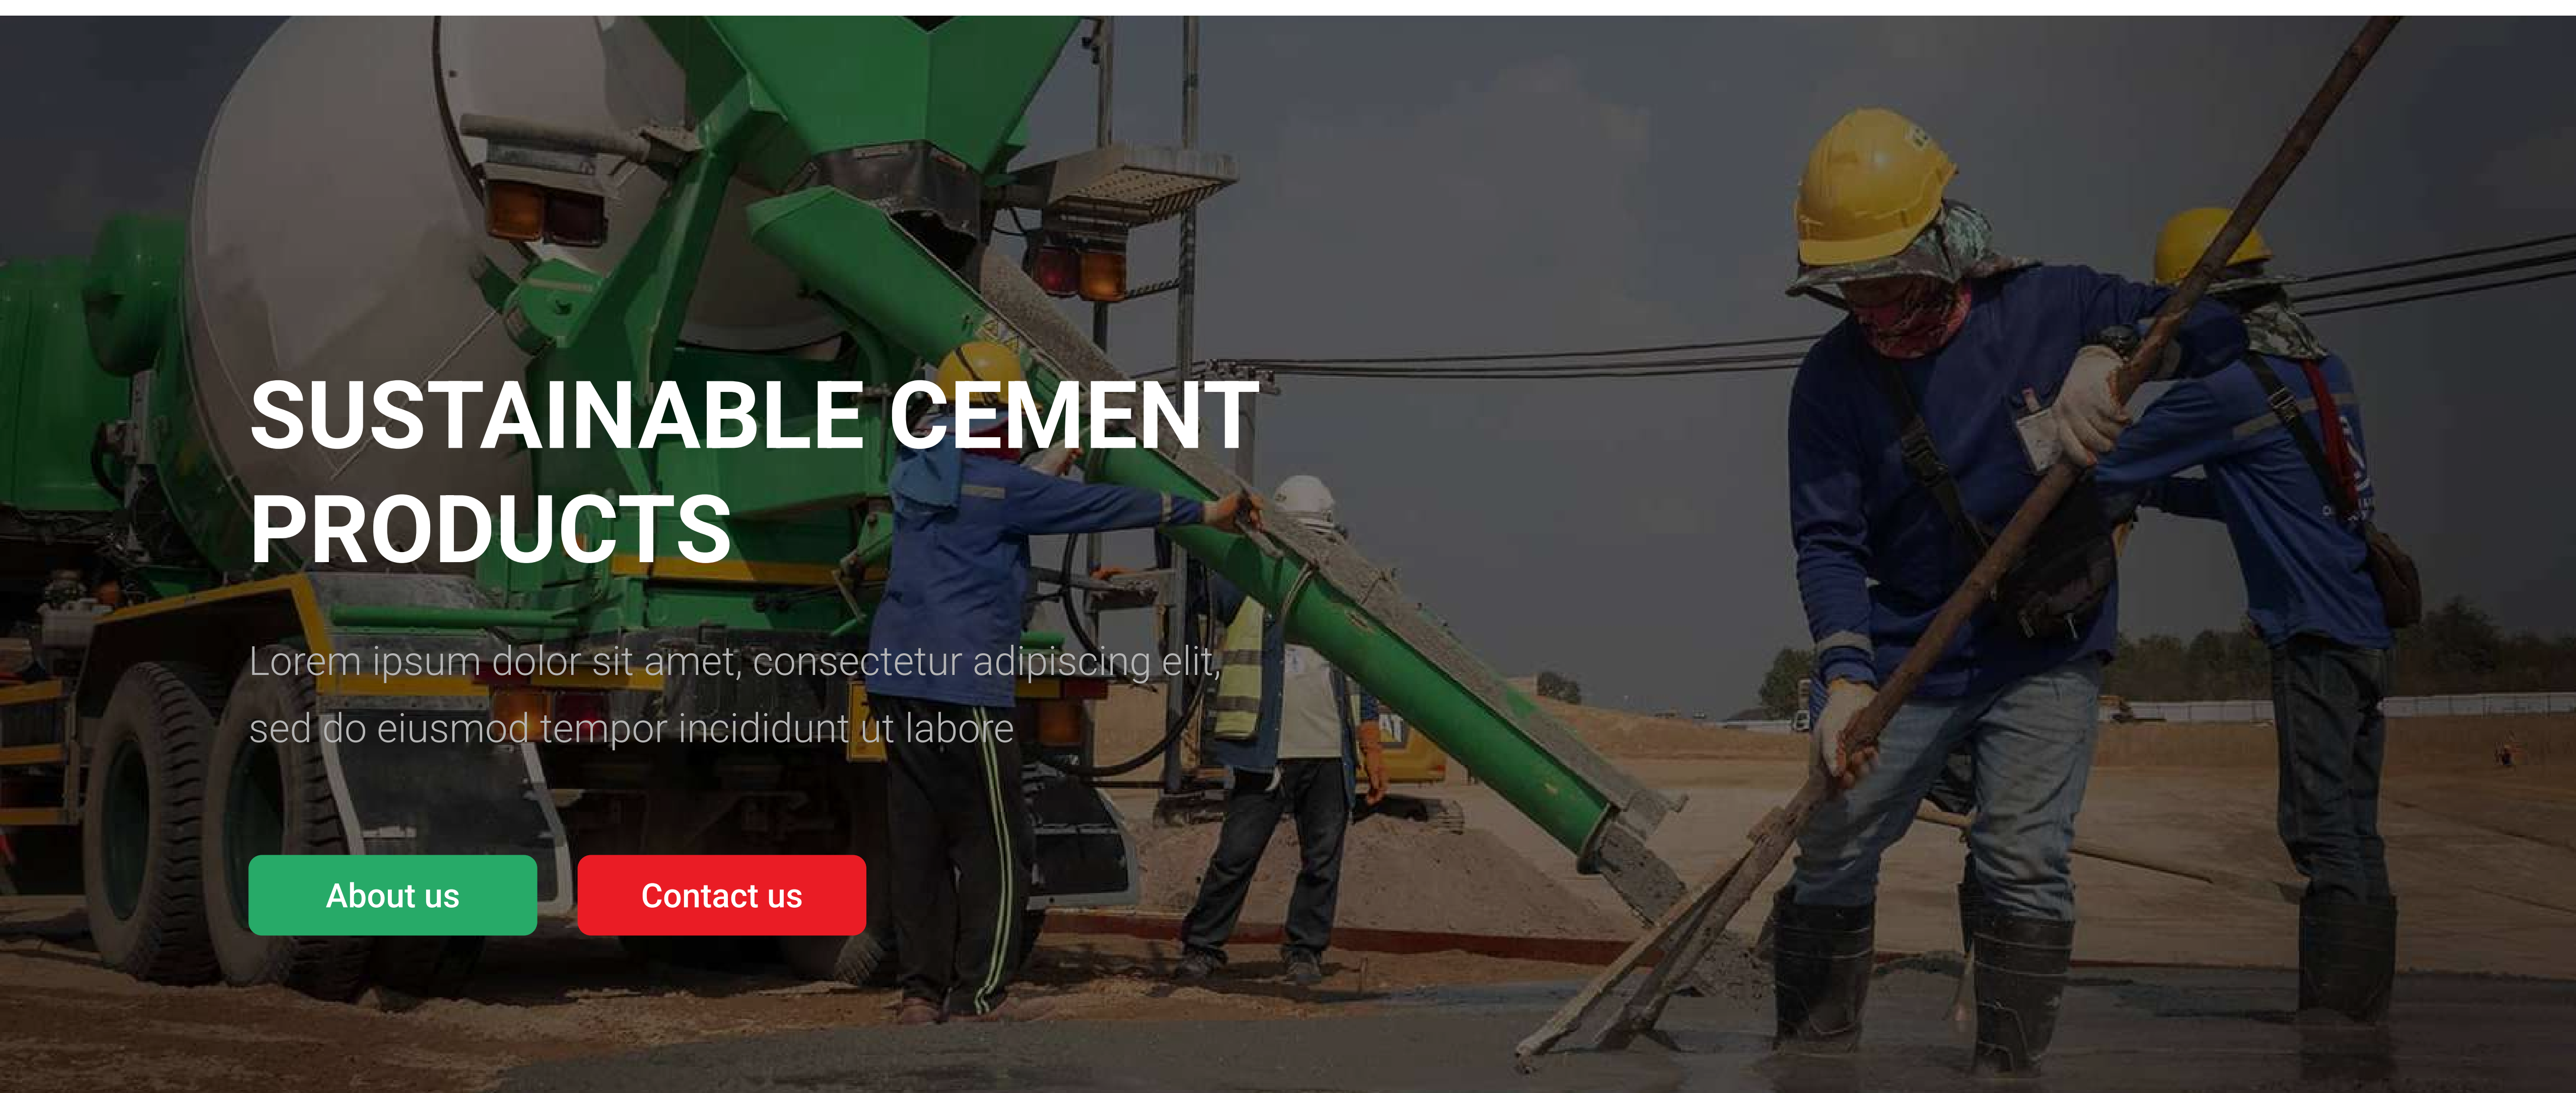 SUSTAINABLE CEMENT
PRODUCTS
Lorem ipsum dolor sit amet, consectetur adipiscing elit,
sed do eiusmod tempor incididunt ut labore
About us
Contact us